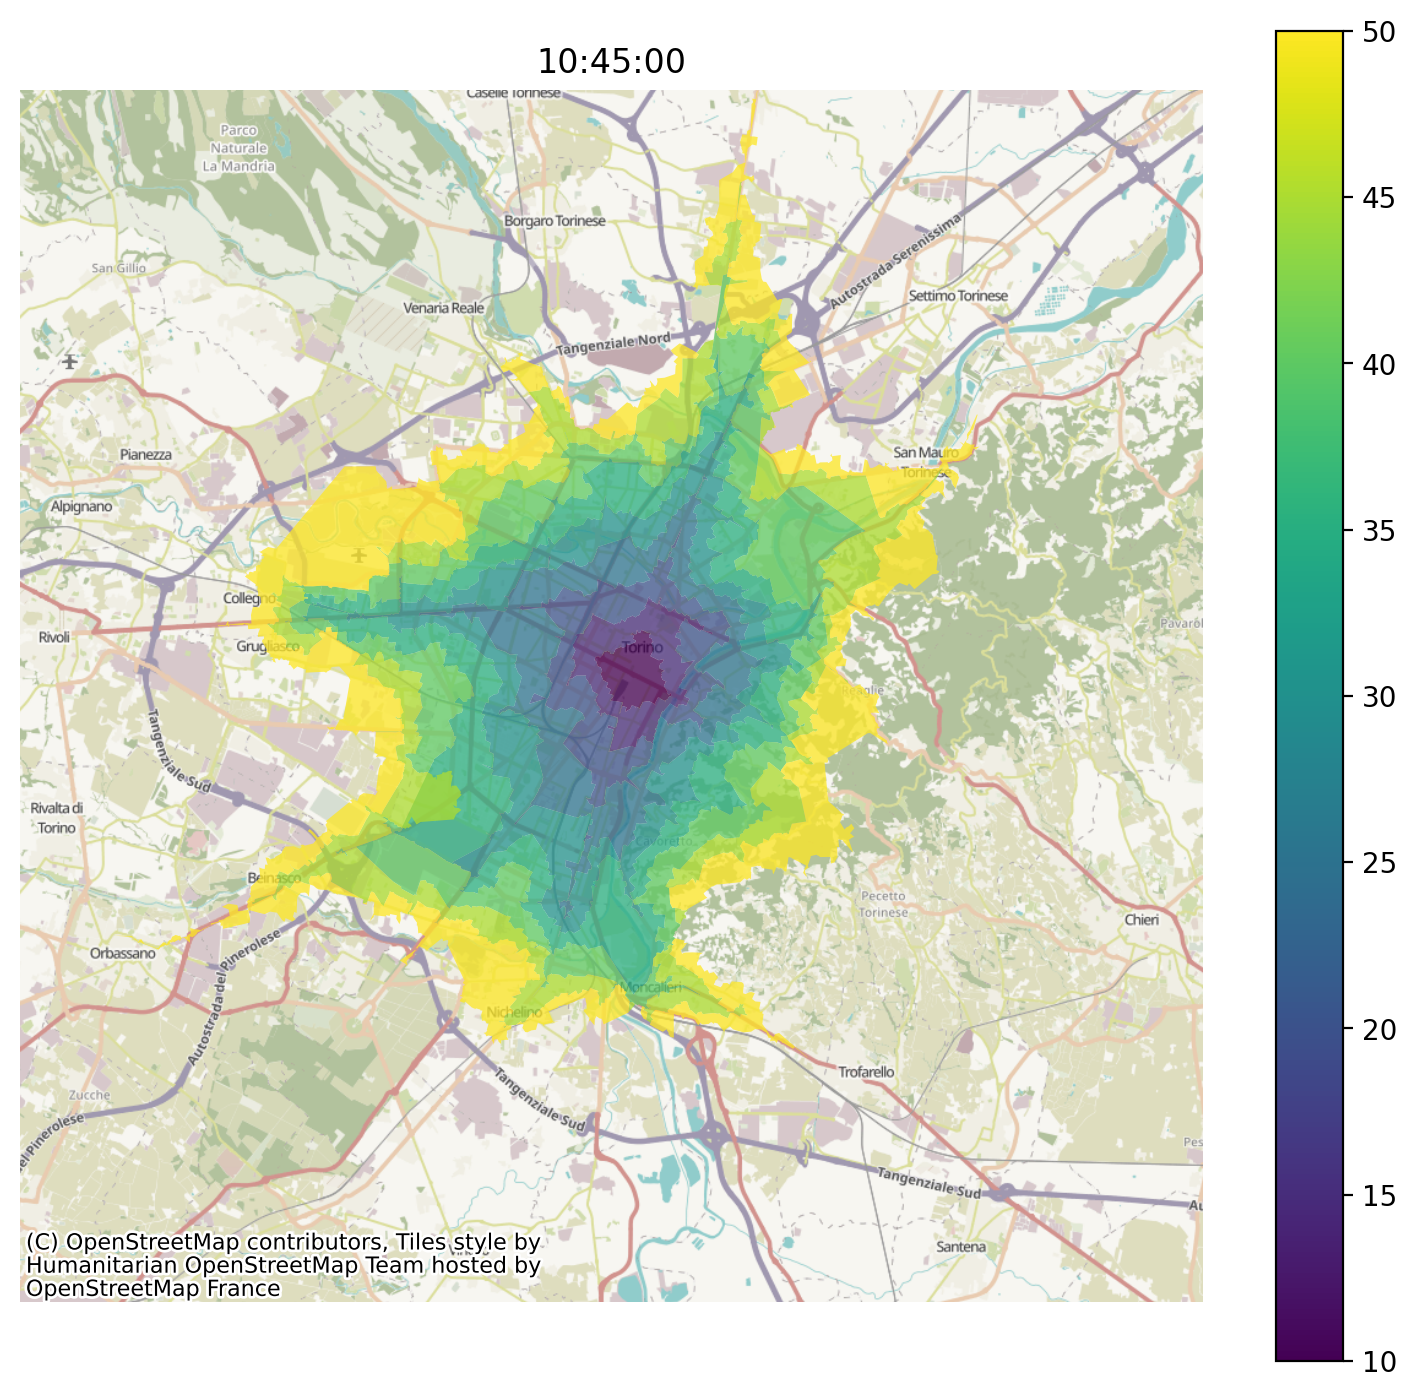 10:45:00
50
45
40
35
30
25
20
15
10
Caselle Torinese
Parco
Naturale
La Mandria
Borgaro Torinese
Autostrada Serenissima
San Gillio
Venaria Reale
Settimo Torinese
Tangenziale Nord
Pianezza
San Mauro
Torinese
Alpignano
Collegno
Rivoli
Grugliasco
Torino
Reaglie
Tangenziale Sud
Rivalta di
Torino
Cavoretto
Beinasco
Pecetto
Torinese
Chieri
Orbassano
Autostrada del Pinerolese
Moncalieri
Nichelino
Trofarello
Zucche
Tangenziale Sud
del Pinerolese
Pes
Tangenziale Sud
Au
Santena
(C) OpenStreetMap contributors, Tiles style by
Humanitarian OpenStreetMap Team hosted by
OpenStreetMap France